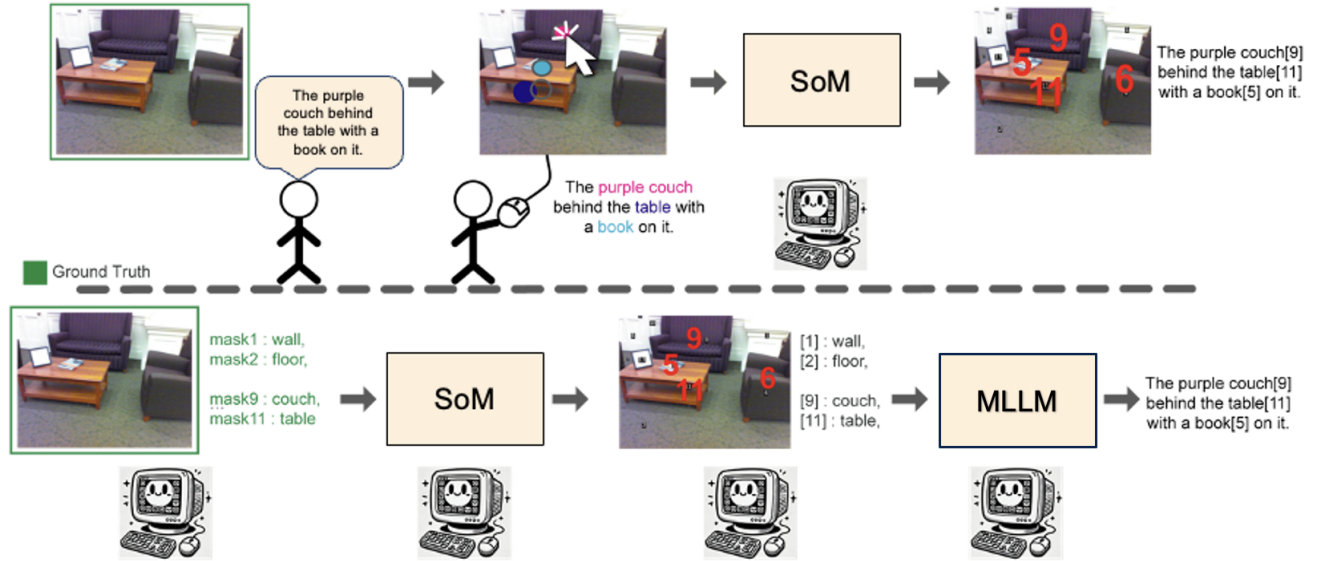 The purple
couch behind
the table with a
book on it.
The purple couch
behind the table with
a book on it.
SoM
9
5
11
6
The purple couch[9]
behind the table[11]
with a book[5] on it.
Ground Truth
mask1 : wall,
mask2 : floor,
...
mask9 : couch,
mask11 : table
SoM
9
5
11
6
[1] : wall,
[2] : floor,
[9] : couch,
[11] : table,
MLLM
The purple couch[9]
behind the table[11]
with a book[5] on it.